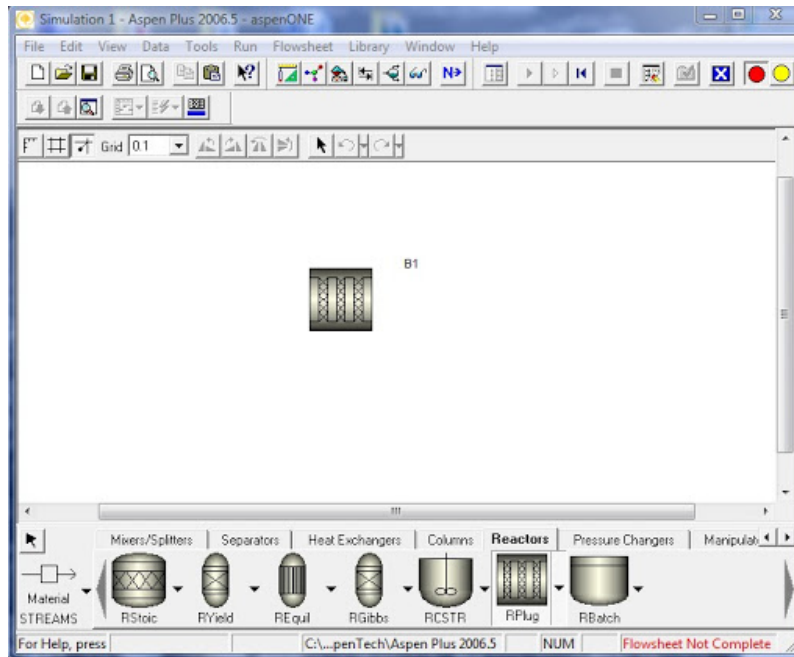 Simulation 1 - Aspen Plus 2006.5 - aspenONE
File Edit View Data Tools Run Flowsheet Library Window Help
N>
Grid 0.1
B1
Mixers/Splitters Separators Heat Exchangers Columns Reactors Pressure Changers Manipulat
Material
STREAMS RStoic RYield REquil RGibbs RCSTR RPlug RBatch
For Help, press C:\...penTech\Aspen Plus 2006.5 NUM Flowsheet Not Complete